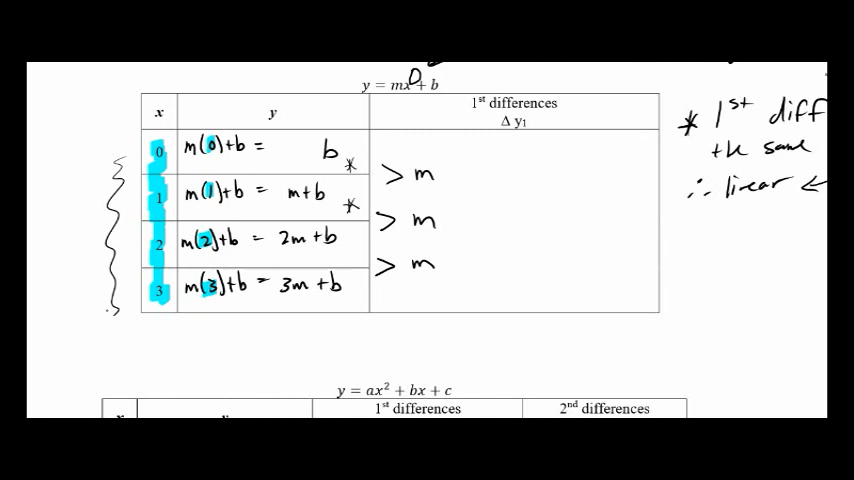 y = mx + b
x y 1st differences Δ y₁
0 m(0)+b = b *
> m
1 m(1)+b = m+b *
> m
2 m(2)+b = 2m+b
> m
3 m(3)+b = 3m+b
* 1st diff
the same
∴ linear ←
y = ax² + bx + c
1st differences 2nd differences